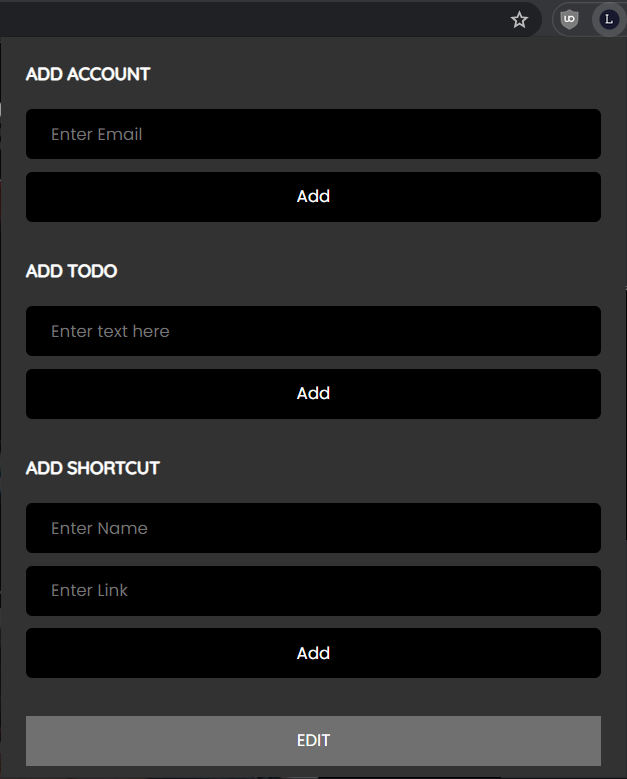 L
ADD ACCOUNT
Enter Email
Add
ADD TODO
Enter text here
Add
ADD SHORTCUT
Enter Name
Enter Link
Add
EDIT